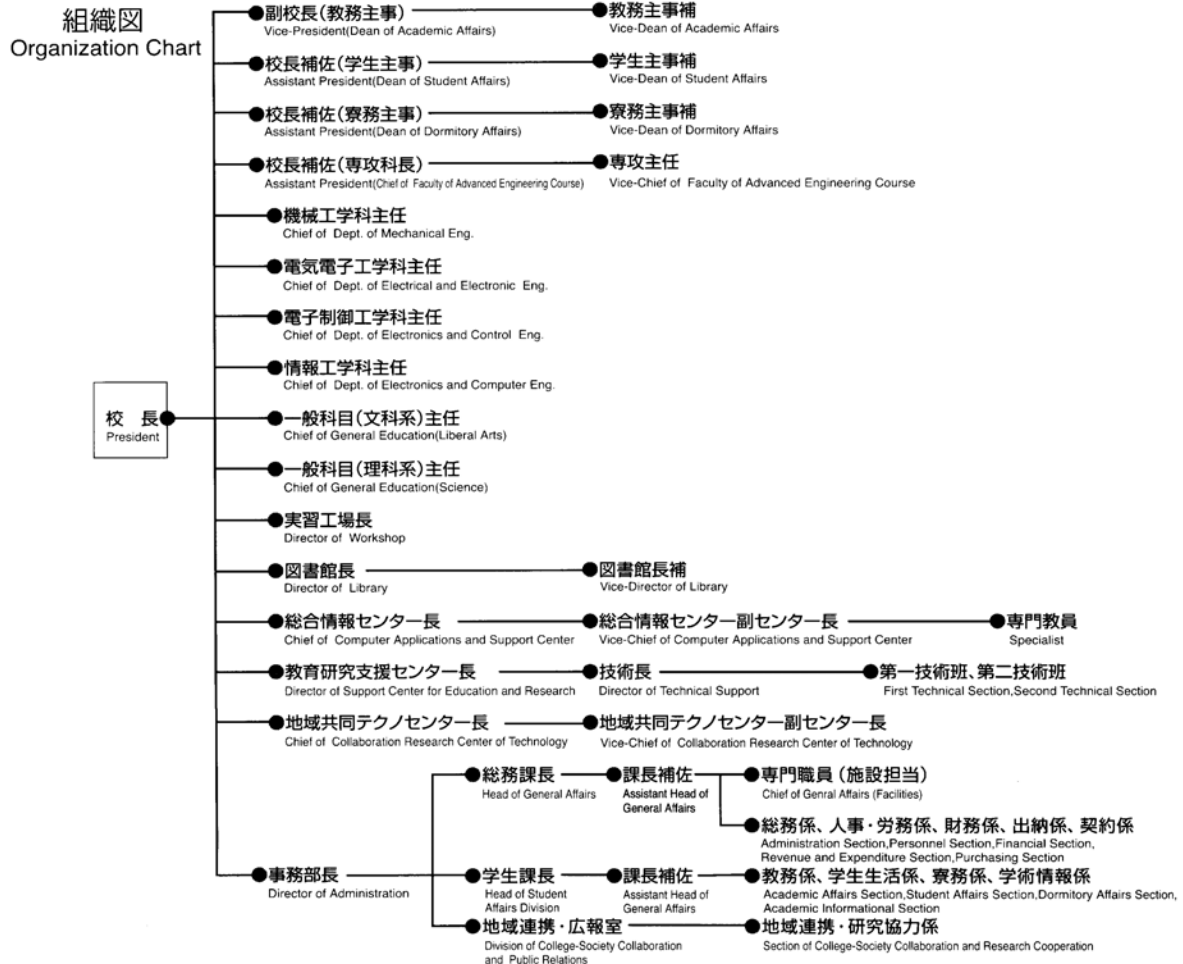 組織図
Organization Chart
副校長(教務主事)
Vice-President(Dean of Academic Affairs)
教務主事補
Vice-Dean of Academic Affairs
校長補佐(学生主事)
Assistant President(Dean of Student Affairs)
学生主事補
Vice-Dean of Student Affairs
校長補佐(寮務主事)
Assistant President(Dean of Dormitory Affairs)
寮務主事補
Vice-Dean of Dormitory Affairs
校長補佐(専攻科長)
Assistant President(Chief of Faculty of Advanced Engineering Course)
専攻主任
Vice-Chief of Faculty of Advanced Engineering Course
機械工学科主任
Chief of Dept. of Mechanical Eng.
電気電子工学科主任
Chief of Dept. of Electrical and Electronic Eng.
電子制御工学科主任
Chief of Dept. of Electronics and Control Eng.
情報工学科主任
Chief of Dept. of Electronics and Computer Eng.
校長
President
一般科目(文科系)主任
Chief of General Education(Liberal Arts)
一般科目(理科系)主任
Chief of General Education(Science)
実習工場長
Director of Workshop
図書館長
Director of Library
図書館長補
Vice-Director of Library
総合情報センター長
Chief of Computer Applications and Support Center
総合情報センター副センター長
Vice-Chief of Computer Applications and Support Center
専門教員
Specialist
教育研究支援センター長
Director of Support Center for Education and Research
技術長
Director of Technical Support
第一技術班、第二技術班
First Technical Section,Second Technical Section
地域共同テクノセンター長
Chief of Collaboration Research Center of Technology
地域共同テクノセンター副センター長
Vice-Chief of Collaboration Research Center of Technology
総務課長
Head of General Affairs
課長補佐
Assistant Head of
General Affairs
専門職員(施設担当)
Chief of Genral Affairs (Facilities)
総務係、人事・労務係、財務係、出納係、契約係
Administration Section,Personnel Section,Financial Section,
Revenue and Expenditure Section,Purchasing Section
事務部長
Director of Administration
学生課長
Head of Student
Affairs Division
課長補佐
Assistant Head of
General Affairs
教務係、学生生活係、寮務係、学術情報係
Academic Affairs Section,Student Affairs Section,Dormitory Affairs Section,
Academic Informational Section
地域連携・広報室
Division of College-Society Collaboration
and Public Relations
地域連携・研究協力係
Section of College-Society Collaboration and Research Cooperation